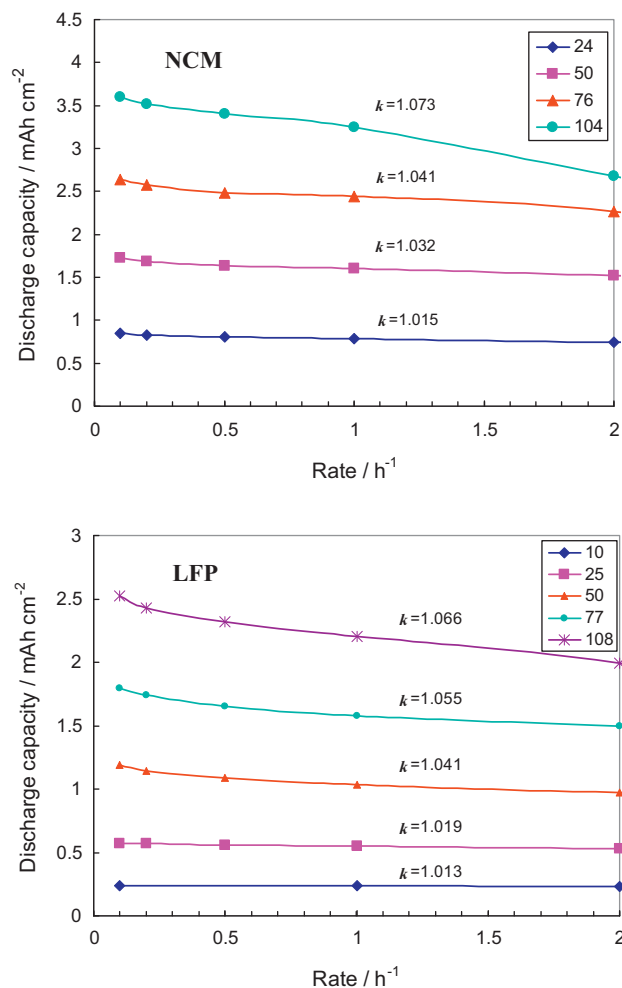 4.5
4
3.5
3
2.5
2
1.5
1
0.5
0
Discharge capacity / mAh cm-2
NCM
24
50
76
104
k=1.073
k=1.041
k=1.032
k=1.015
0 0.5 1 1.5 2
Rate / h-1
3
2.5
2
1.5
1
0.5
0
Discharge capacity / mAh cm-2
LFP
10
25
50
77
108
k=1.066
k=1.055
k=1.041
k=1.019
k=1.013
0 0.5 1 1.5 2
Rate / h-1